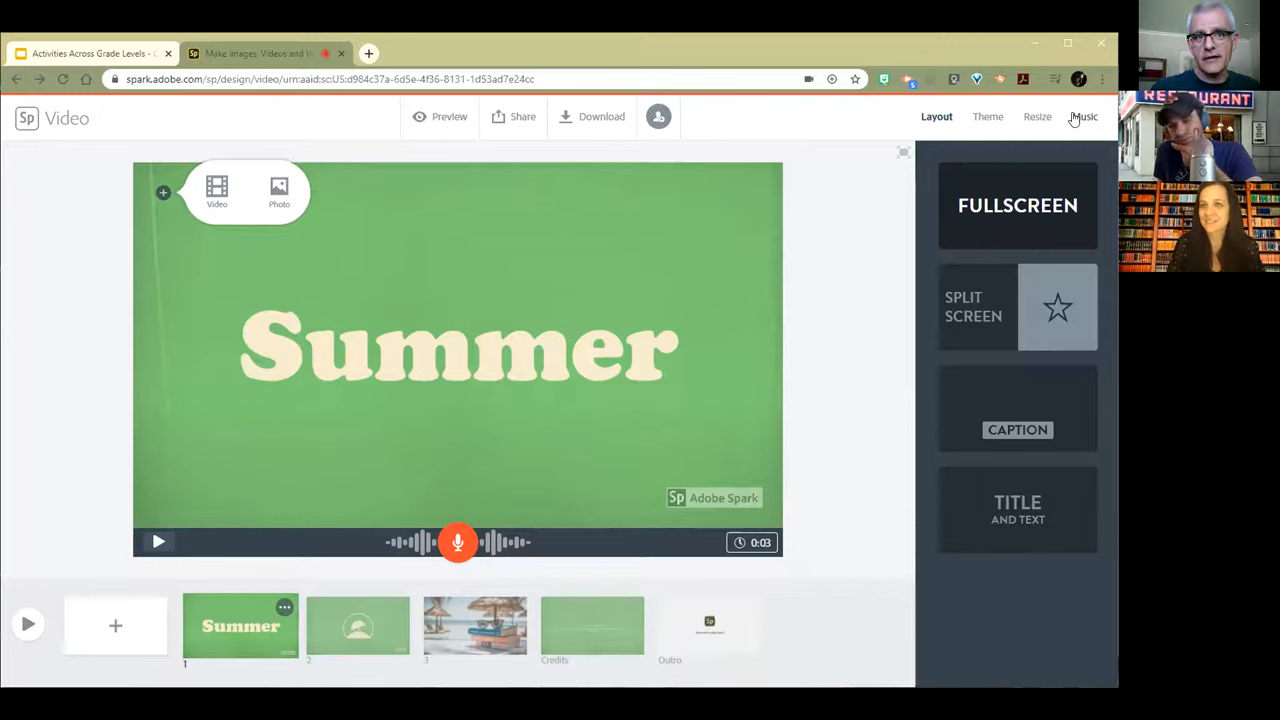 Activities Across Grade Levels - 
Make Images, Videos and W
spark.adobe.com/sp/design/video/urn:aaid:sc:US:d984c37a-6d5e-4f36-8131-1d53ad7e24cc
Sp Video
Preview
Share
Download
Layout
Theme
Resize
Music
RESTAURANT
Video
Photo
FULLSCREEN
SPLIT
SCREEN
Summer
CAPTION
Sp Adobe Spark
TITLE
AND TEXT
0:03
Summer
1
2
3
Credits
Outro